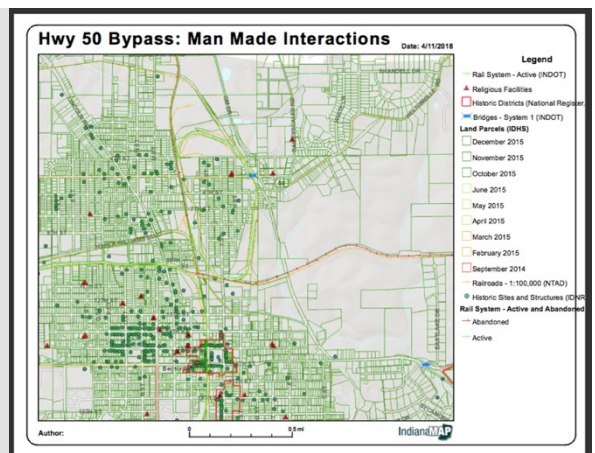 Hwy 50 Bypass: Man Made Interactions
Date: 4/11/2018
Legend
Rail System - Active (INDOT)
Religious Facilities
Historic Districts (National Register,
Bridges - System 1 (INDOT)
Land Parcels (IDHS)
December 2015
November 2015
October 2015
June 2015
May 2015
April 2015
March 2015
February 2015
September 2014
Railroads - 1:100,000 (NTAD)
Historic Sites and Structures (IDNR
Rail System - Active and Abandoned
Abandoned
Active
Author:
0
0.5 mi
IndianaMAP